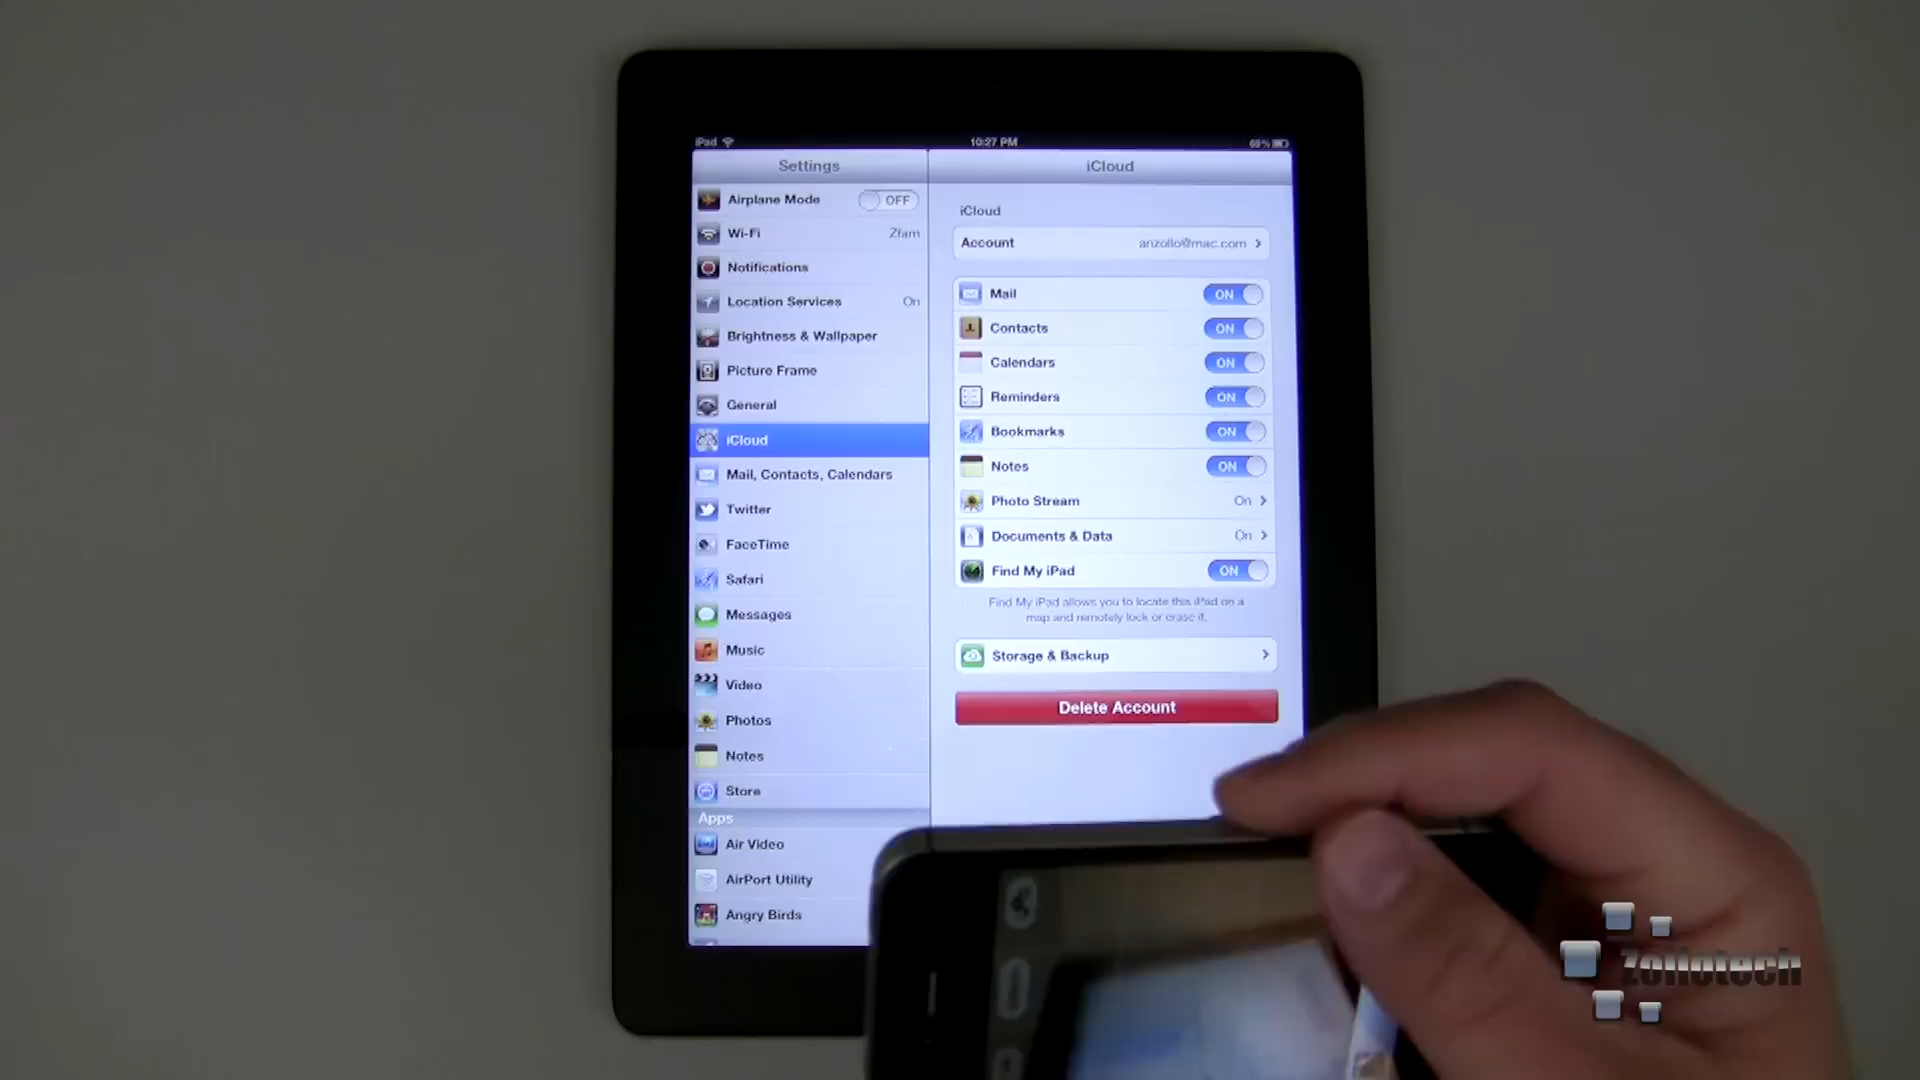 iPad
10:27 PM
69%
Settings
iCloud
Airplane Mode
OFF
Wi-Fi
Zfam
Notifications
Location Services
On
Brightness & Wallpaper
Picture Frame
General
iCloud
Mail, Contacts, Calendars
Twitter
FaceTime
Safari
Messages
Music
Video
Photos
Notes
Store
Apps
Air Video
AirPort Utility
Angry Birds
iCloud
Account
anzollo@mac.com
Mail
ON
Contacts
ON
Calendars
ON
Reminders
ON
Bookmarks
ON
Notes
ON
Photo Stream
On
Documents & Data
On
Find My iPad
ON
Find My iPad allows you to locate this iPad on a
map and remotely lock or erase it.
Storage & Backup
Delete Account
Zollotech